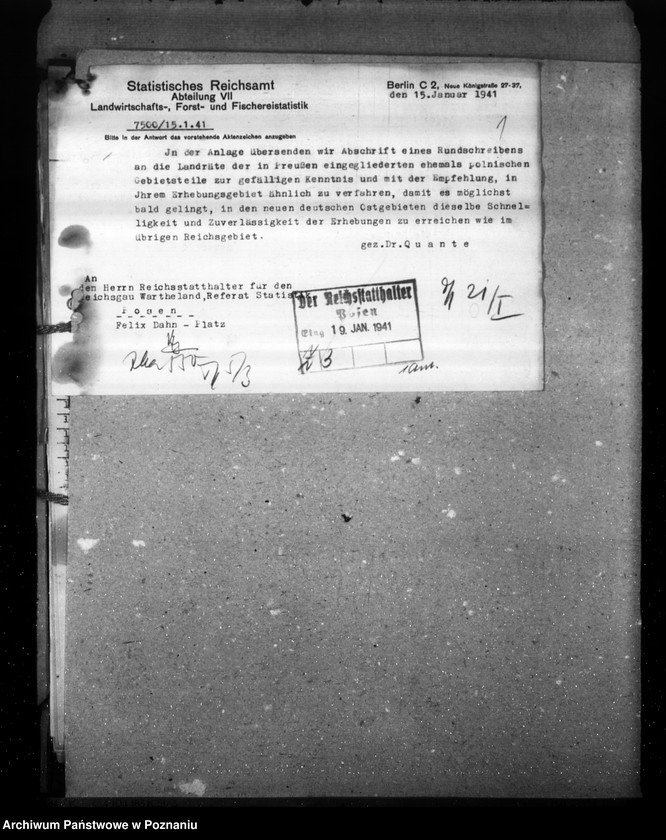 Statistisches Reichsamt
Abteilung VII
Landwirtschafts-, Forst- und Fischereistatistik
Berlin C 2, Neue Königstraße 27-37,
den 15.Januar 1941
7500/15.1.41
Bitte in der Antwort das vorstehende Aktenzeichen anzugeben
1
Jn der Anlage übersenden wir Abschrift eines Rundschreibens
an die Landräte der in Preußen eingegliederten ehemals polnischen
Gebietsteile zur gefälligen Kenntnis und mit der Empfehlung, in
Jhrem Erhebungsgebiet ähnlich zu verfahren, damit es möglichst
bald gelingt, in den neuen deutschen Ostgebieten dieselbe Schnel=
ligkeit und Zuverlässigkeit der Erhebungen zu erreichen wie im
übrigen Reichsgebiet.
gez.Dr.Quante
An
den Herrn Reichsstatthalter für den
Reichsgau Wartheland,Referat Statis
Posen
Felix Dahn - Platz
Der Reichsstatthalter
Posen
Eing 19. JAN. 1941
21/I
5/3
Archiwum Państwowe w Poznaniu